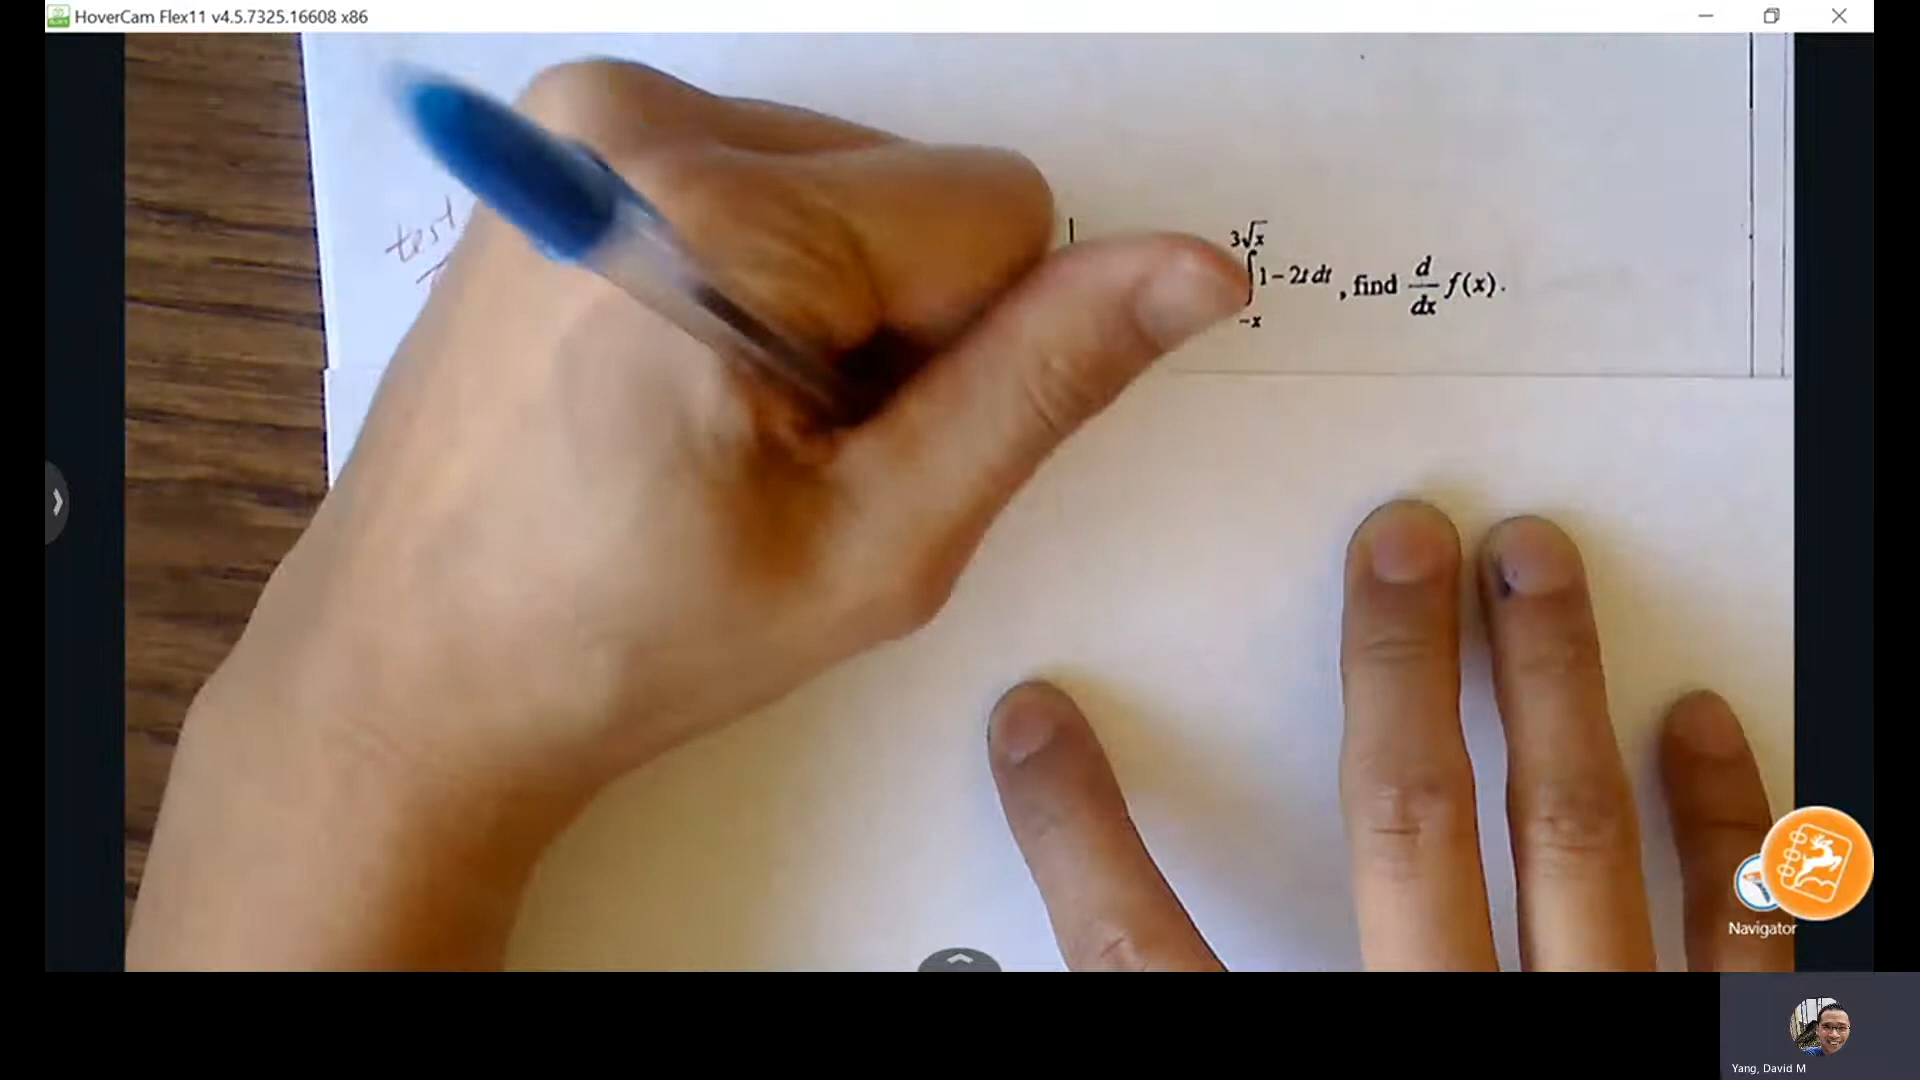 HoverCam Flex11 v4.5.7325.16608 x86
test
3√x
∫1-2t dt, find d/dx f(x).
-x
Navigator
Yang, David M